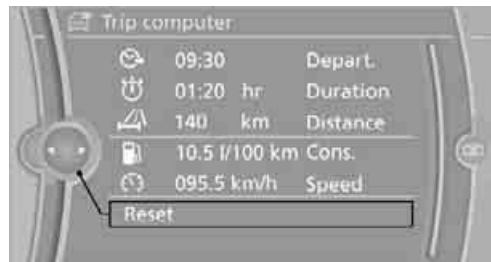 Trip computer
09:30 Depart.
01:20 hr Duration
140 km Distance
10.5 l/100 km Cons.
095.5 km/h Speed
Reset